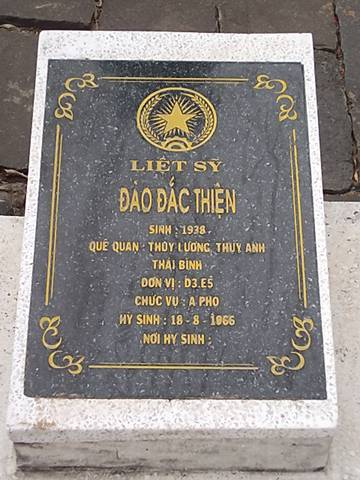 LIỆT SỸ
ĐÀO ĐẮC THIỆN
SINH : 1938
QUÊ QUÁN : THỤY LƯƠNG, THỤY ANH
THÁI BÌNH
ĐƠN VỊ : D3.E5
CHỨC VỤ : A PHO
HY SINH : 18 - 8 - 1966
NƠI HY SINH :